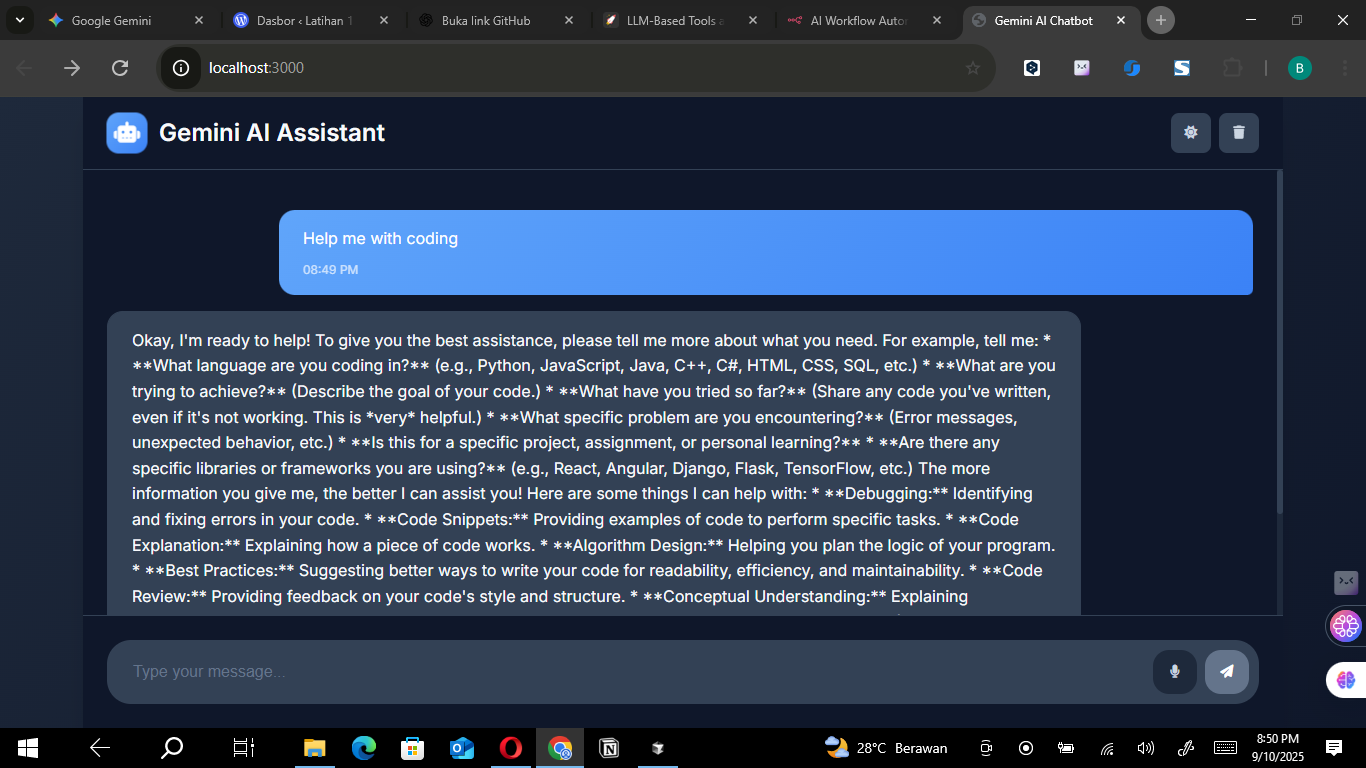 Google Gemini
Dasbor ‹ Latihan 1
Buka link GitHub
LLM-Based Tools a
AI Workflow Autor
Gemini AI Chatbot
localhost:3000
B
Gemini AI Assistant
Help me with coding
08:49 PM
Okay, I'm ready to help! To give you the best assistance, please tell me more about what you need. For example, tell me: *
**What language are you coding in?** (e.g., Python, JavaScript, Java, C++, C#, HTML, CSS, SQL, etc.) * **What are you
trying to achieve?** (Describe the goal of your code.) * **What have you tried so far?** (Share any code you've written,
even if it's not working. This is *very* helpful.) * **What specific problem are you encountering?** (Error messages,
unexpected behavior, etc.) * **Is this for a specific project, assignment, or personal learning?** * **Are there any
specific libraries or frameworks you are using?** (e.g., React, Angular, Django, Flask, TensorFlow, etc.) The more
information you give me, the better I can assist you! Here are some things I can help with: * **Debugging:** Identifying
and fixing errors in your code. * **Code Snippets:** Providing examples of code to perform specific tasks. * **Code
Explanation:** Explaining how a piece of code works. * **Algorithm Design:** Helping you plan the logic of your program.
* **Best Practices:** Suggesting better ways to write your code for readability, efficiency, and maintainability. * **Code
Review:** Providing feedback on your code's style and structure. * **Conceptual Understanding:** Explaining
Type your message...
28°C Berawan
8:50 PM
9/10/2025